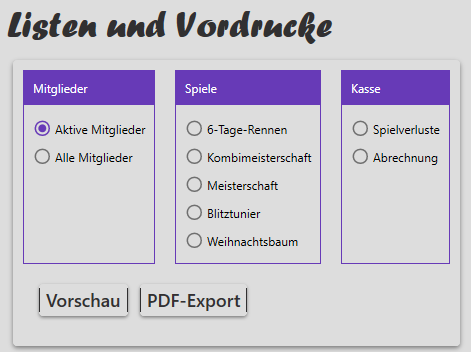 Listen und Vordrucke
Mitglieder
Aktive Mitglieder
Alle Mitglieder
Spiele
6-Tage-Rennen
Kombimeisterschaft
Meisterschaft
Blitztunier
Weihnachtsbaum
Kasse
Spielverluste
Abrechnung
Vorschau
PDF-Export